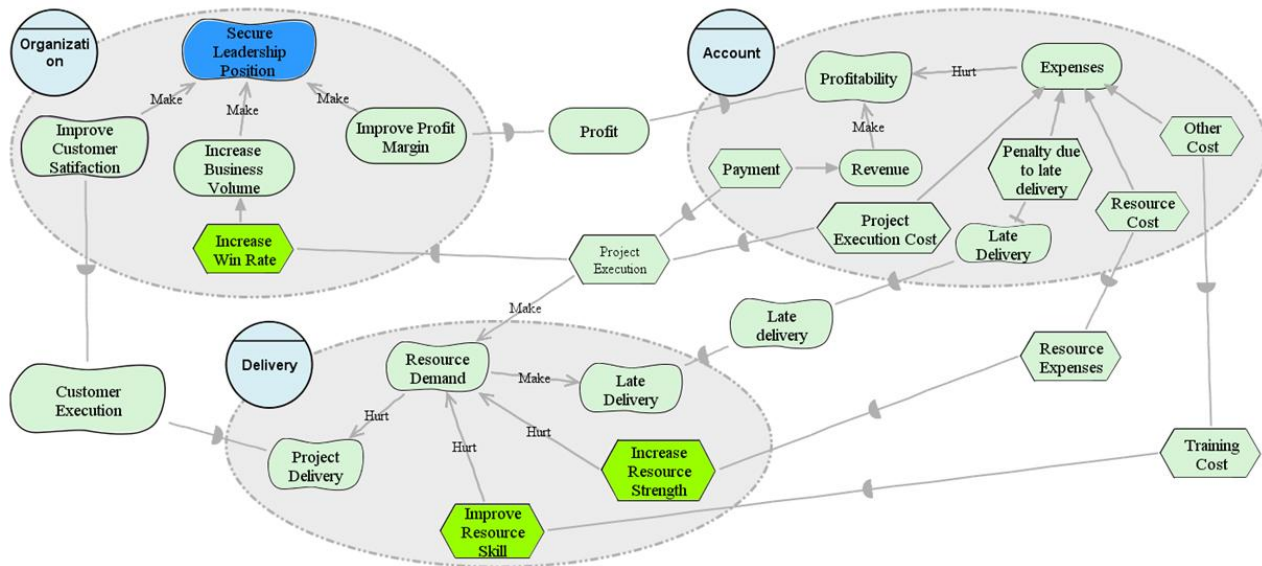 Organizati
on
Secure
Leadership
Position
Account
Profitability
Hurt
Expenses
Make
Make
Make
Improve
Customer
Satifaction
Increase
Business
Volume
Improve Profit
Margin
Profit
Make
Other
Cost
Payment
Revenue
Penalty due
to late
delivery
Resource
Cost
Increase
Win Rate
Project
Execution
Project
Execution Cost
Late
Delivery
Make
Late
delivery
Delivery
Resource
Demand
Make
Late
Delivery
Resource
Expenses
Customer
Execution
Hurt
Hurt
Hurt
Project
Delivery
Increase
Resource
Strength
Training
Cost
Improve
Resource
Skill